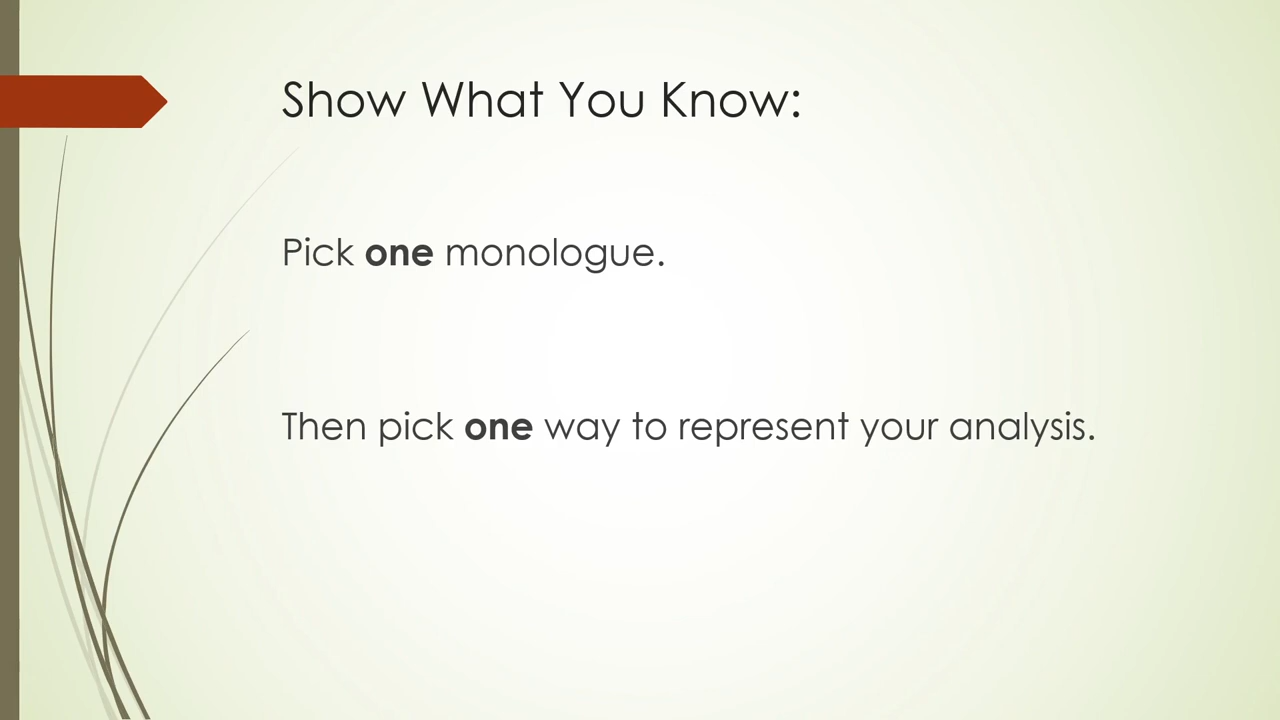 Show What You Know:
Pick one monologue.
Then pick one way to represent your analysis.